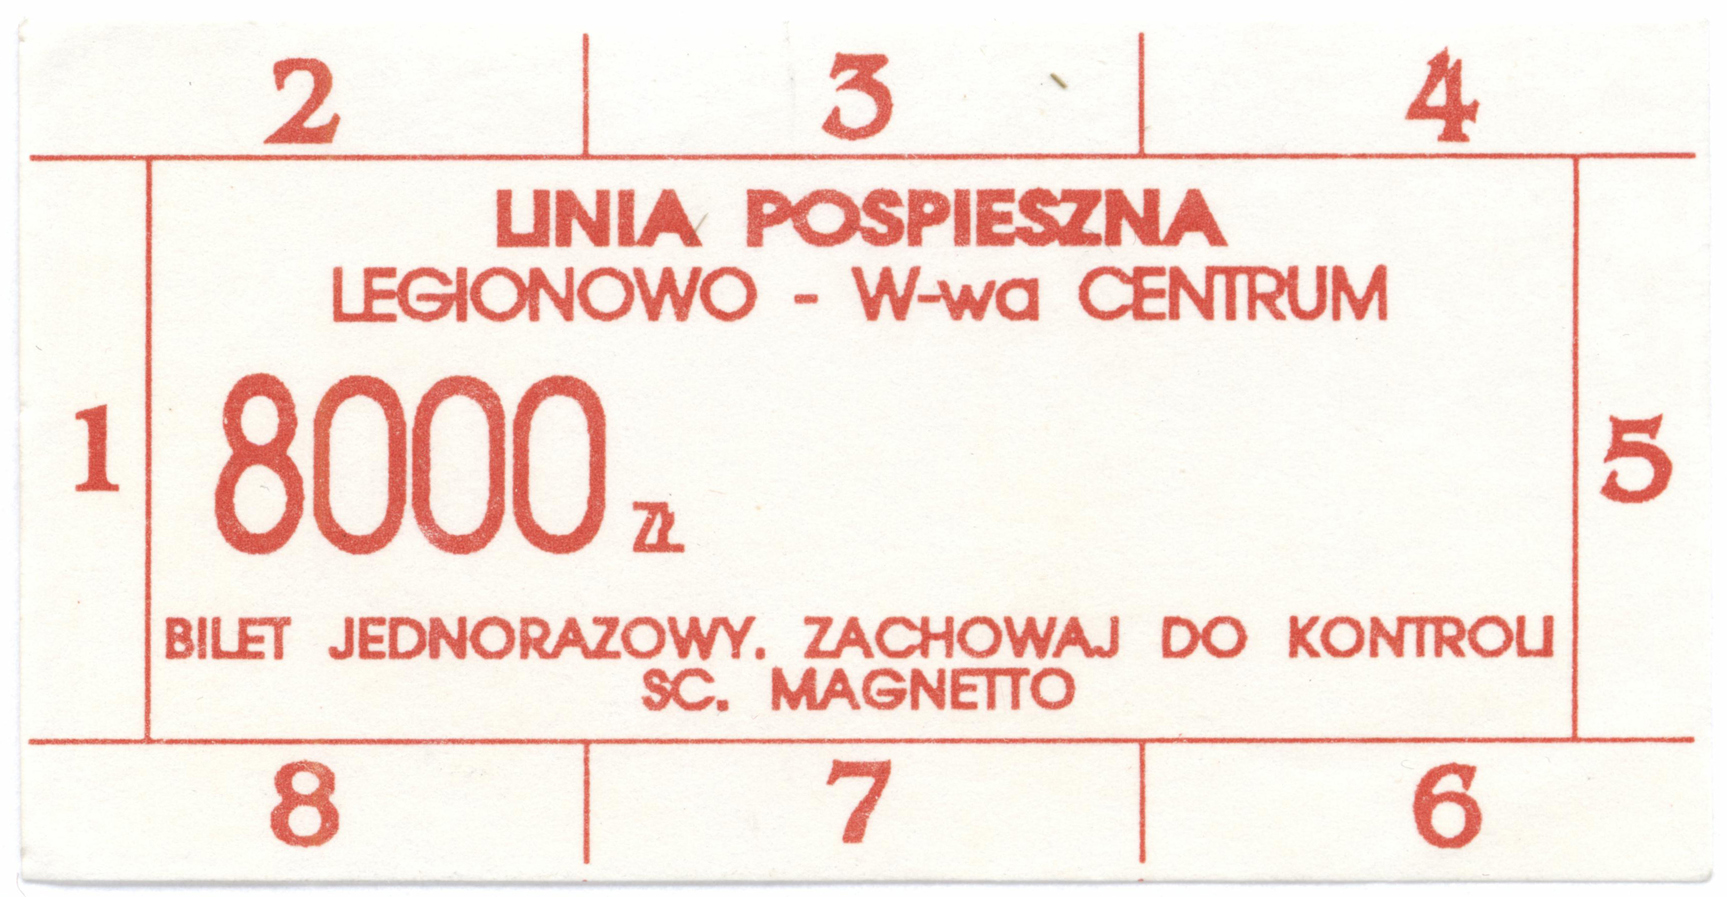 2 3 4
LINIA POSPIESZNA
LEGIONOWO - W-wa CENTRUM
1 8000 ZŁ 5
BILET JEDNORAZOWY. ZACHOWAJ DO KONTROLI
SC. MAGNETTO
8 7 6